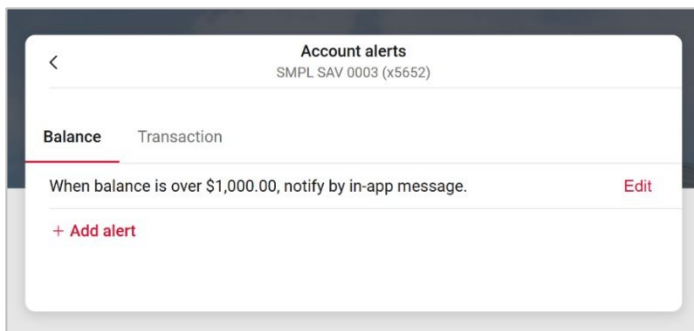 Account alerts
SMPL SAV 0003 (x5652)
Balance Transaction
When balance is over $1,000.00, notify by in-app message. Edit
+ Add alert